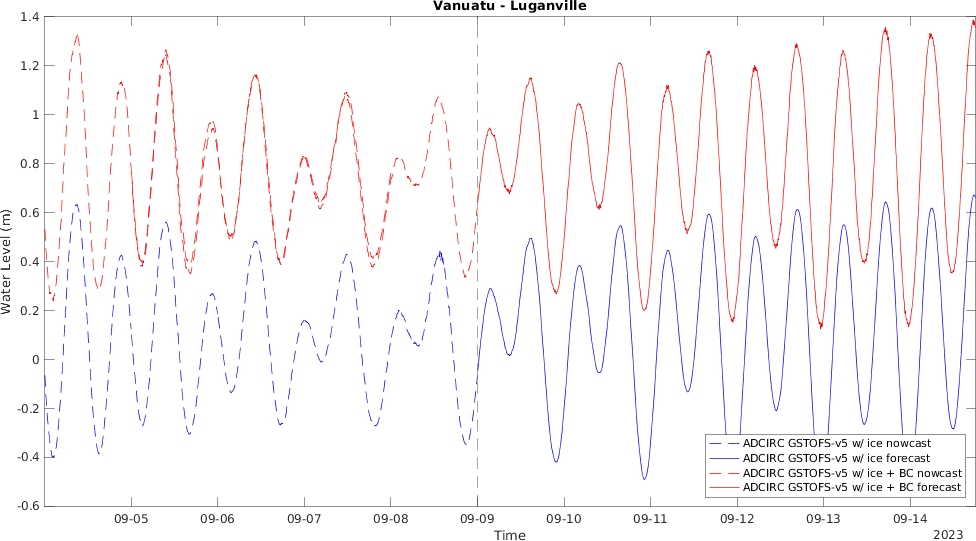 Vanuatu - Luganville
1.4
1.2
1
0.8
0.6
0.4
0.2
0
-0.2
-0.4
-0.6
Water Level (m)
ADCIRC GSTOFS-v5 w/ ice nowcast
ADCIRC GSTOFS-v5 w/ ice forecast
ADCIRC GSTOFS-v5 w/ ice + BC nowcast
ADCIRC GSTOFS-v5 w/ ice + BC forecast
09-05 09-06 09-07 09-08 09-09 09-10 09-11 09-12 09-13 09-14
Time
2023